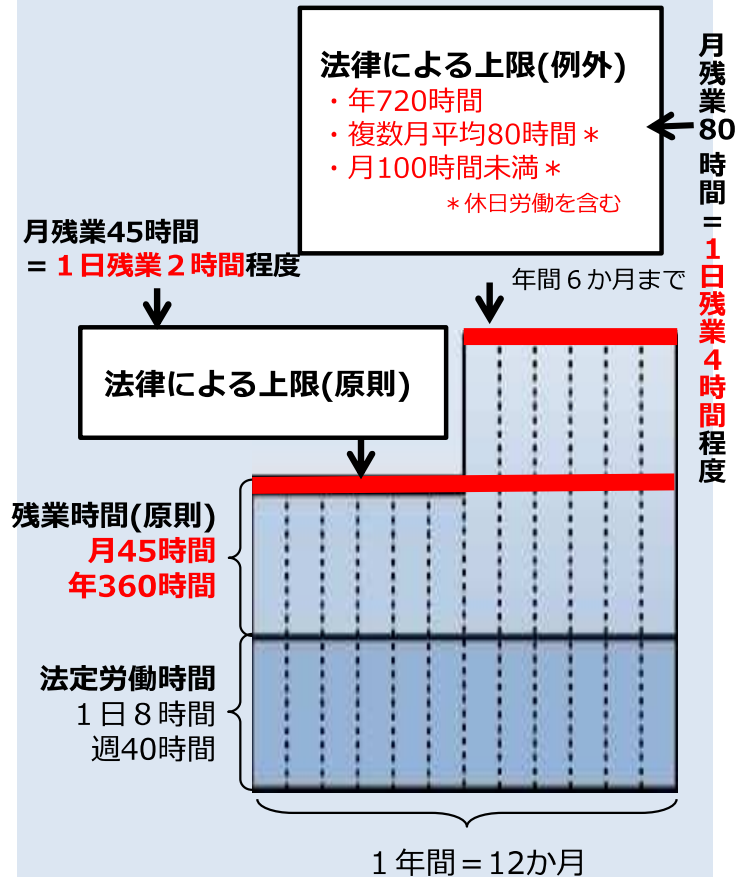 法律による上限(例外)
・年720時間
・複数月平均80時間＊
・月100時間未満＊
＊休日労働を含む
月残業80時間＝１日残業４時間程度
月残業45時間
＝１日残業２時間程度
年間６か月まで
法律による上限(原則)
残業時間(原則)
月45時間
年360時間
法定労働時間
１日８時間
週40時間
１年間＝12か月